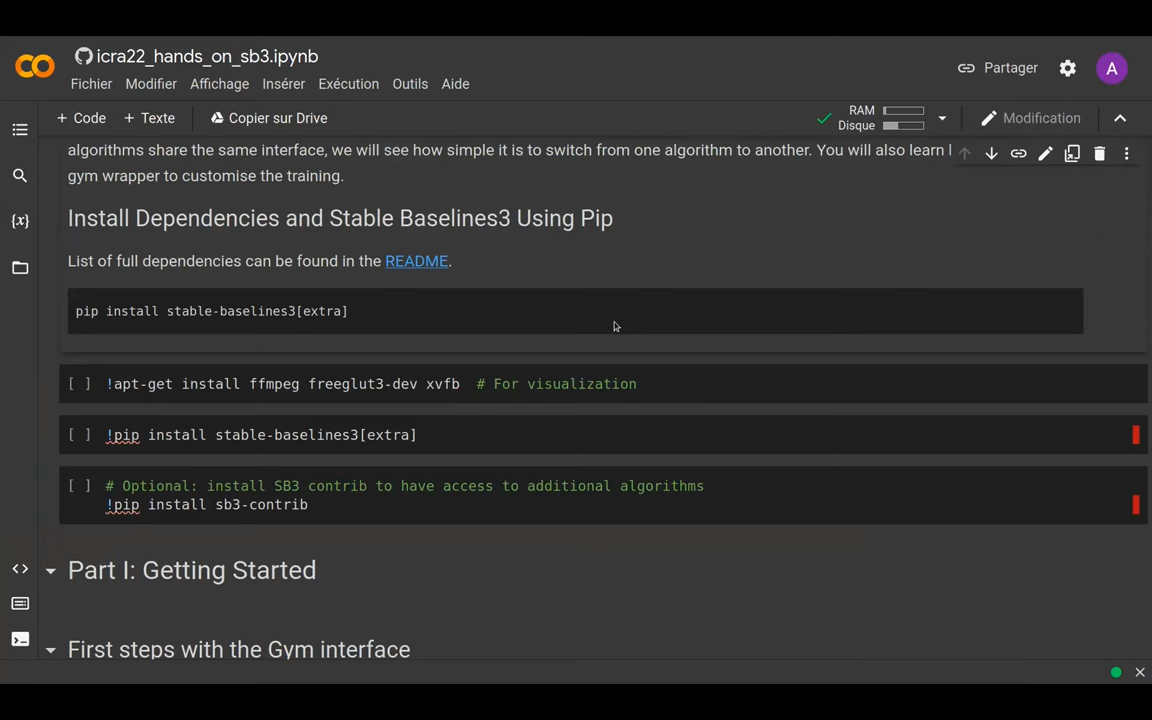 icra22_hands_on_sb3.ipynb
Fichier Modifier Affichage Insérer Exécution Outils Aide
Partager
A
+ Code + Texte Copier sur Drive
RAM
Disque
Modification
algorithms share the same interface, we will see how simple it is to switch from one algorithm to another. You will also learn
gym wrapper to customise the training.
Install Dependencies and Stable Baselines3 Using Pip
List of full dependencies can be found in the README.
pip install stable-baselines3[extra]
[ ] !apt-get install ffmpeg freeglut3-dev xvfb # For visualization
[ ] !pip install stable-baselines3[extra]
[ ] # Optional: install SB3 contrib to have access to additional algorithms
!pip install sb3-contrib
Part I: Getting Started
First steps with the Gym interface